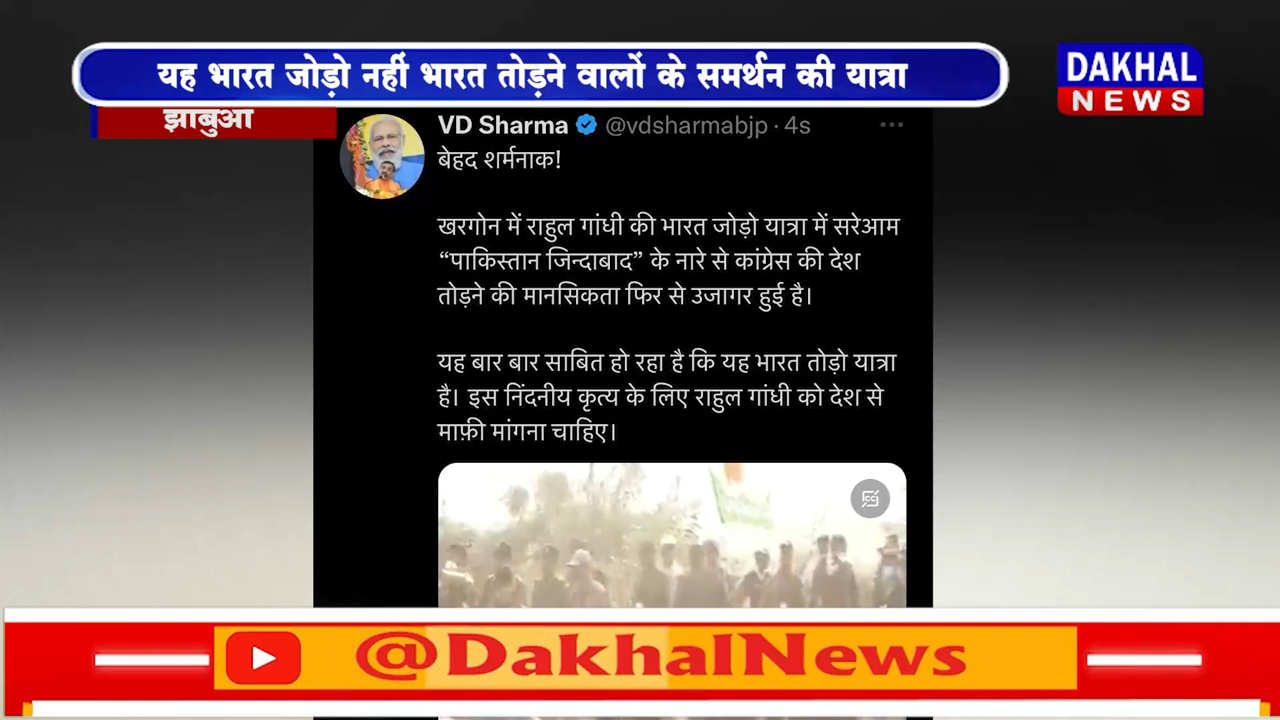 यह भारत जोड़ो नहीं भारत तोड़ने वालों के समर्थन की यात्रा
DAKHAL
NEWS
झाबुआ
VD Sharma @vdsharmabjp · 4s
बेहद शर्मनाक!
खरगोन में राहुल गांधी की भारत जोड़ो यात्रा में सरेआम
“पाकिस्तान जिन्दाबाद” के नारे से कांग्रेस की देश
तोड़ने की मानसिकता फिर से उजागर हुई है।
यह बार बार साबित हो रहा है कि यह भारत तोड़ो यात्रा
है। इस निंदनीय कृत्य के लिए राहुल गांधी को देश से
माफ़ी मांगना चाहिए।
CC
@DakhalNews